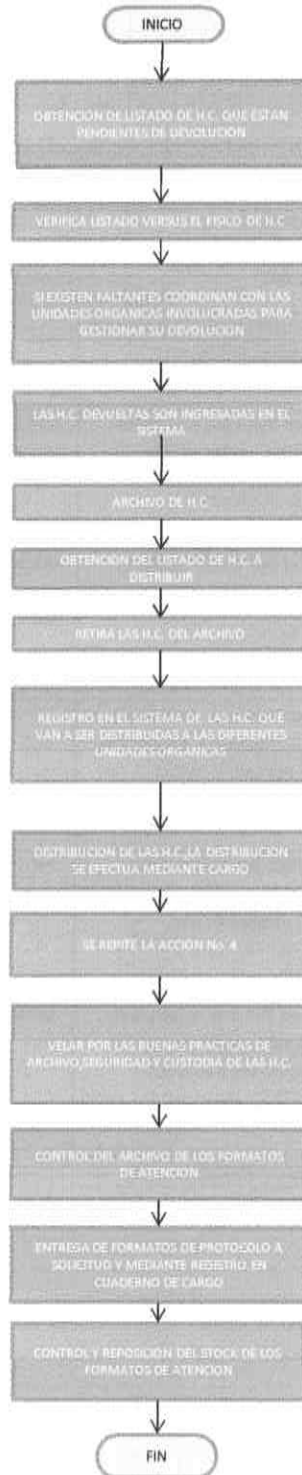 INICIO
OBTENCION DE LISTADO DE H.C. QUE ESTAN
PENDIENTES DE DEVOLUCION
VERIFICA LISTADO VERSUS EL FISICO DE H.C
SI EXISTEN FALTANTES COORDINAN CON LAS
UNIDADES ORGANICAS INVOLUCRADAS PARA
GESTIONAR SU DEVOLUCION
LAS H.C. DEVUELTAS SON INGRESADAS EN EL
SISTEMA
ARCHIVO DE H.C
OBTENCION DEL LISTADO DE H.C. A
DISTRIBUIR
RETIRA LAS H.C. DEL ARCHIVO
REGISTRO EN EL SISTEMA DE LAS H.C. QUE
VAN A SER DISTRIBUIDAS A LAS DIFERENTES
UNIDADES ORGANICAS
DISTRIBUCION DE LAS H.C.,LA DISTRIBUCION
SE EFECTUA MEDIANTE CARGO
SE REPITE LA ACCION No. 4
VELAR POR LAS BUENAS PRACTICAS DE
ARCHIVO,SEGURIDAD Y CUSTODIA DE LAS H.C.
CONTROL DEL ARCHIVO DE LOS FORMATOS
DE ATENCION
ENTREGA DE FORMATOS DE PROTOCOLO A
SOLICITUD Y MEDIANTE REGISTRO EN
CUADERNO DE CARGO
CONTROL Y REPOSICION DEL STOCK DE LOS
FORMATOS DE ATENCION
FIN